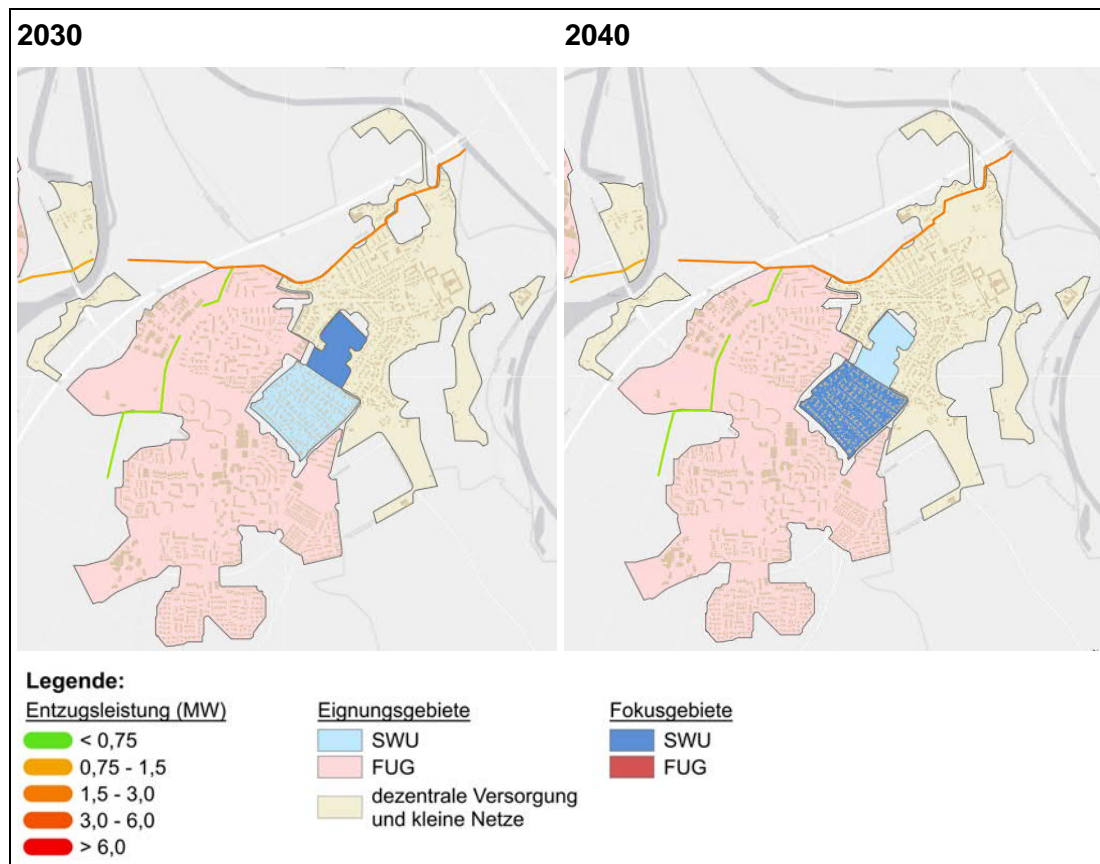 2030
2040
Legende:
Entzugsleistung (MW)
< 0,75
0,75 - 1,5
1,5 - 3,0
3,0 - 6,0
> 6,0
Eignungsgebiete
SWU
FUG
dezentrale Versorgung
und kleine Netze
Fokusgebiete
SWU
FUG